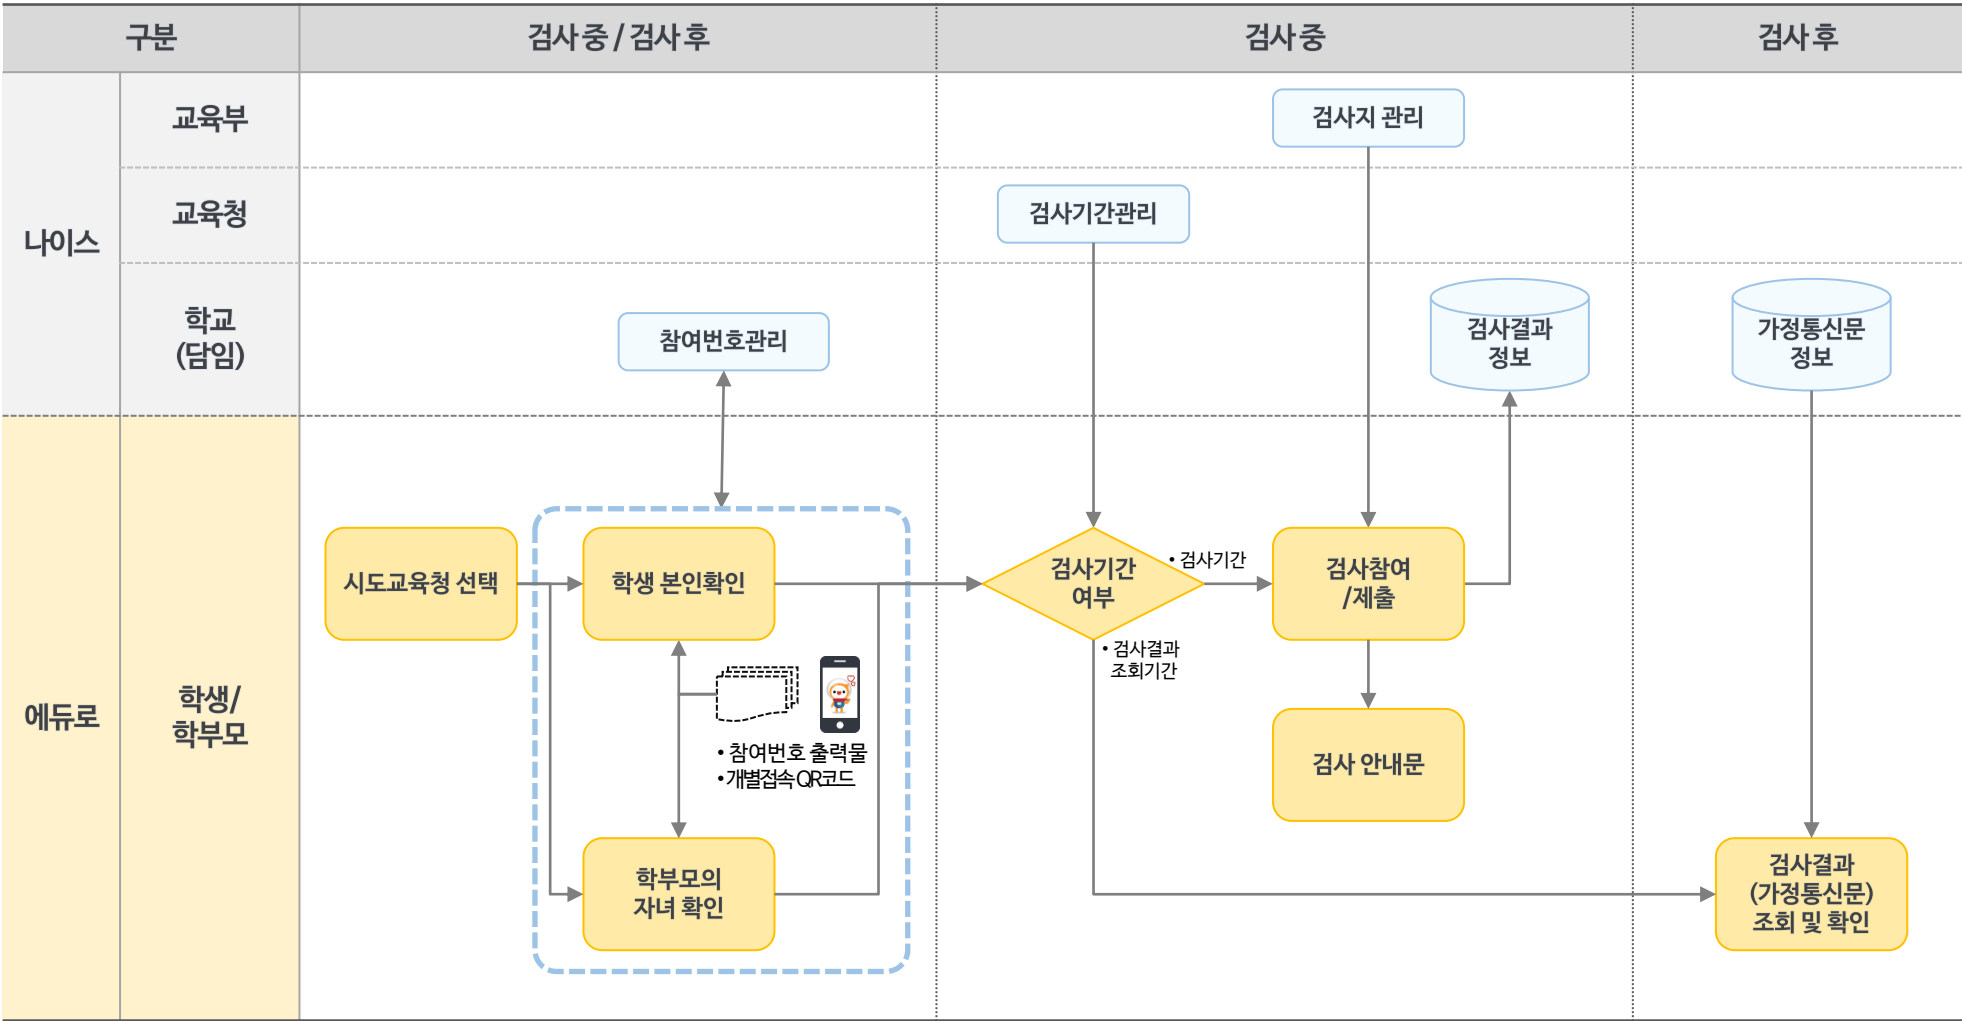 구분
검사 중 / 검사 후
검사 중
검사 후
나이스
교육부
검사지 관리
교육청
검사기간관리
학교
(담임)
참여번호관리
검사결과
정보
가정통신문
정보
에듀로
학생/
학부모
시도교육청 선택
학생 본인확인
• 참여번호 출력물
• 개별접속 QR코드
학부모의
자녀 확인
검사기간
여부
• 검사기간
• 검사결과
조회기간
검사참여
/제출
검사 안내문
검사결과
(가정통신문)
조회 및 확인